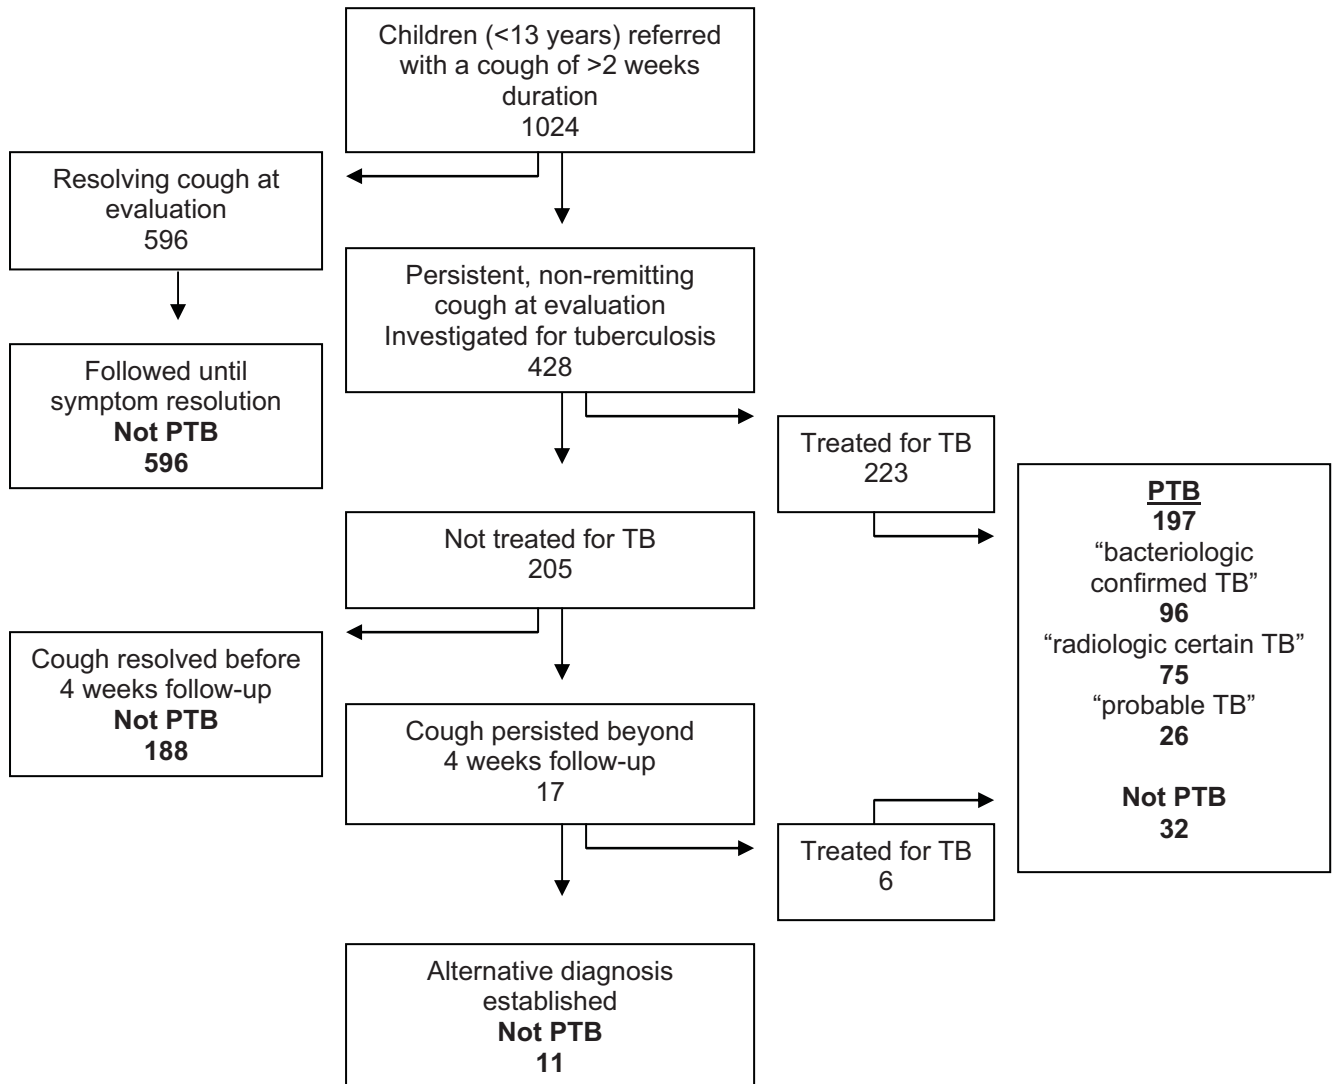 Children (<13 years) referred
with a cough of >2 weeks
duration
1024
Resolving cough at
evaluation
596
Persistent, non-remitting
cough at evaluation
Investigated for tuberculosis
428
Followed until
symptom resolution
Not PTB
596
Treated for TB
223
PTB
197
“bacteriologic
confirmed TB”
96
“radiologic certain TB”
75
“probable TB”
26
Not PTB
32
Not treated for TB
205
Cough resolved before
4 weeks follow-up
Not PTB
188
Cough persisted beyond
4 weeks follow-up
17
Treated for TB
6
Alternative diagnosis
established
Not PTB
11